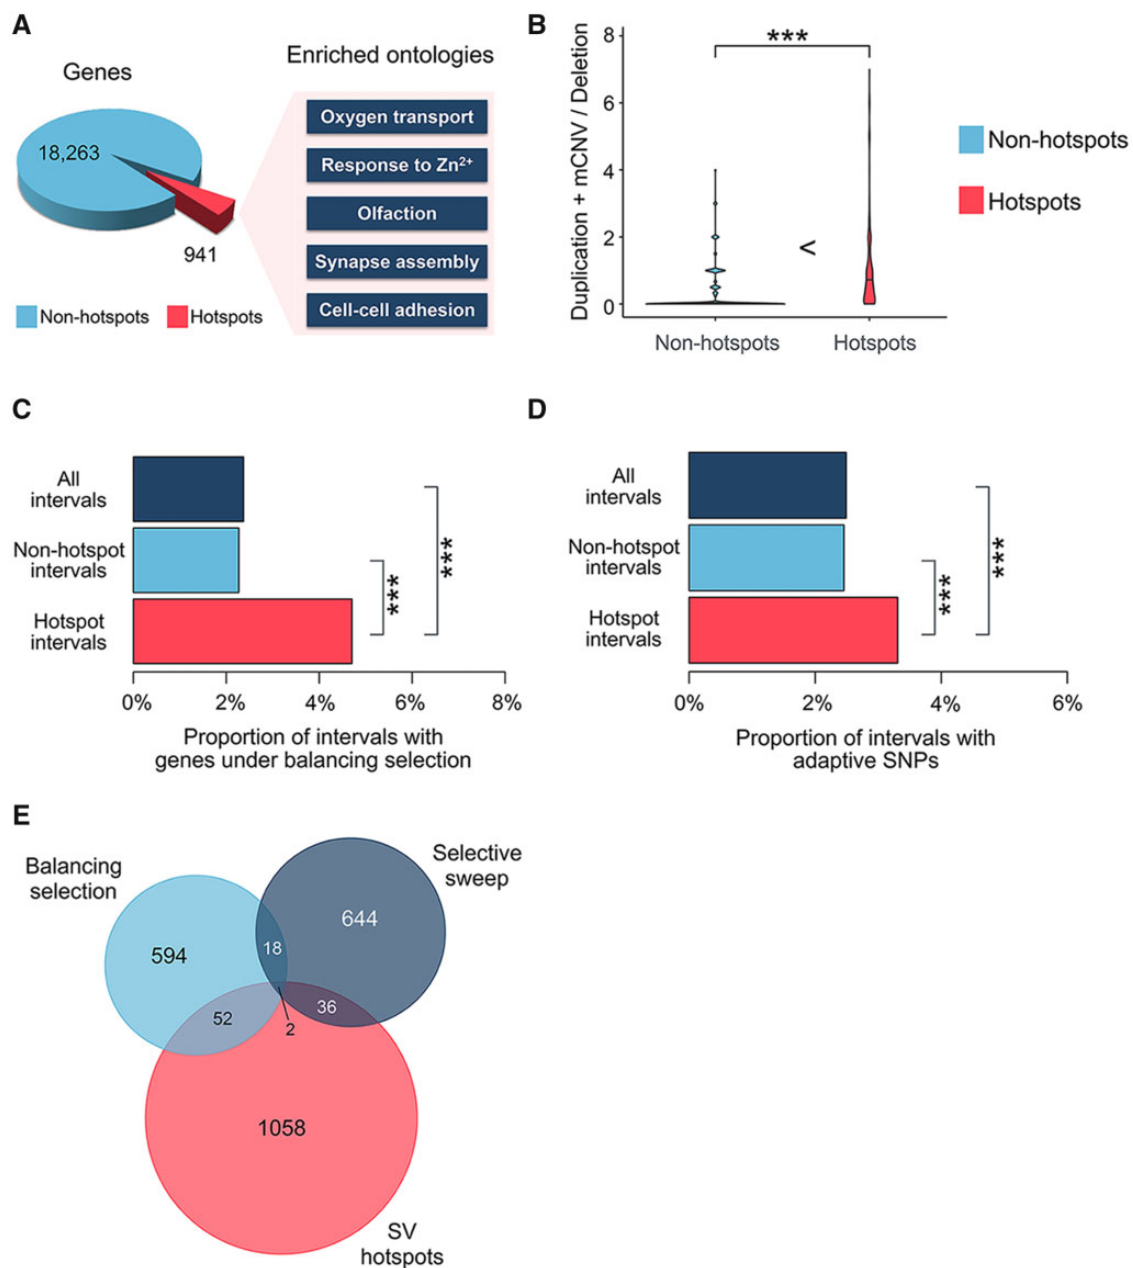 A
Genes
18,263
941
Non-hotspots
Hotspots
Enriched ontologies
Oxygen transport
Response to Zn²⁺
Olfaction
Synapse assembly
Cell-cell adhesion
B
Duplication + mCNV / Deletion
8
6
4
2
0
***
<
Non-hotspots
Hotspots
Non-hotspots
Hotspots
C
All
intervals
Non-hotspot
intervals
Hotspot
intervals
***
***
0%
2%
4%
6%
8%
Proportion of intervals with
genes under balancing selection
D
All
intervals
Non-hotspot
intervals
Hotspot
intervals
***
***
0%
2%
4%
6%
Proportion of intervals with
adaptive SNPs
E
Balancing
selection
Selective
sweep
594
18
644
52
2
36
1058
SV
hotspots